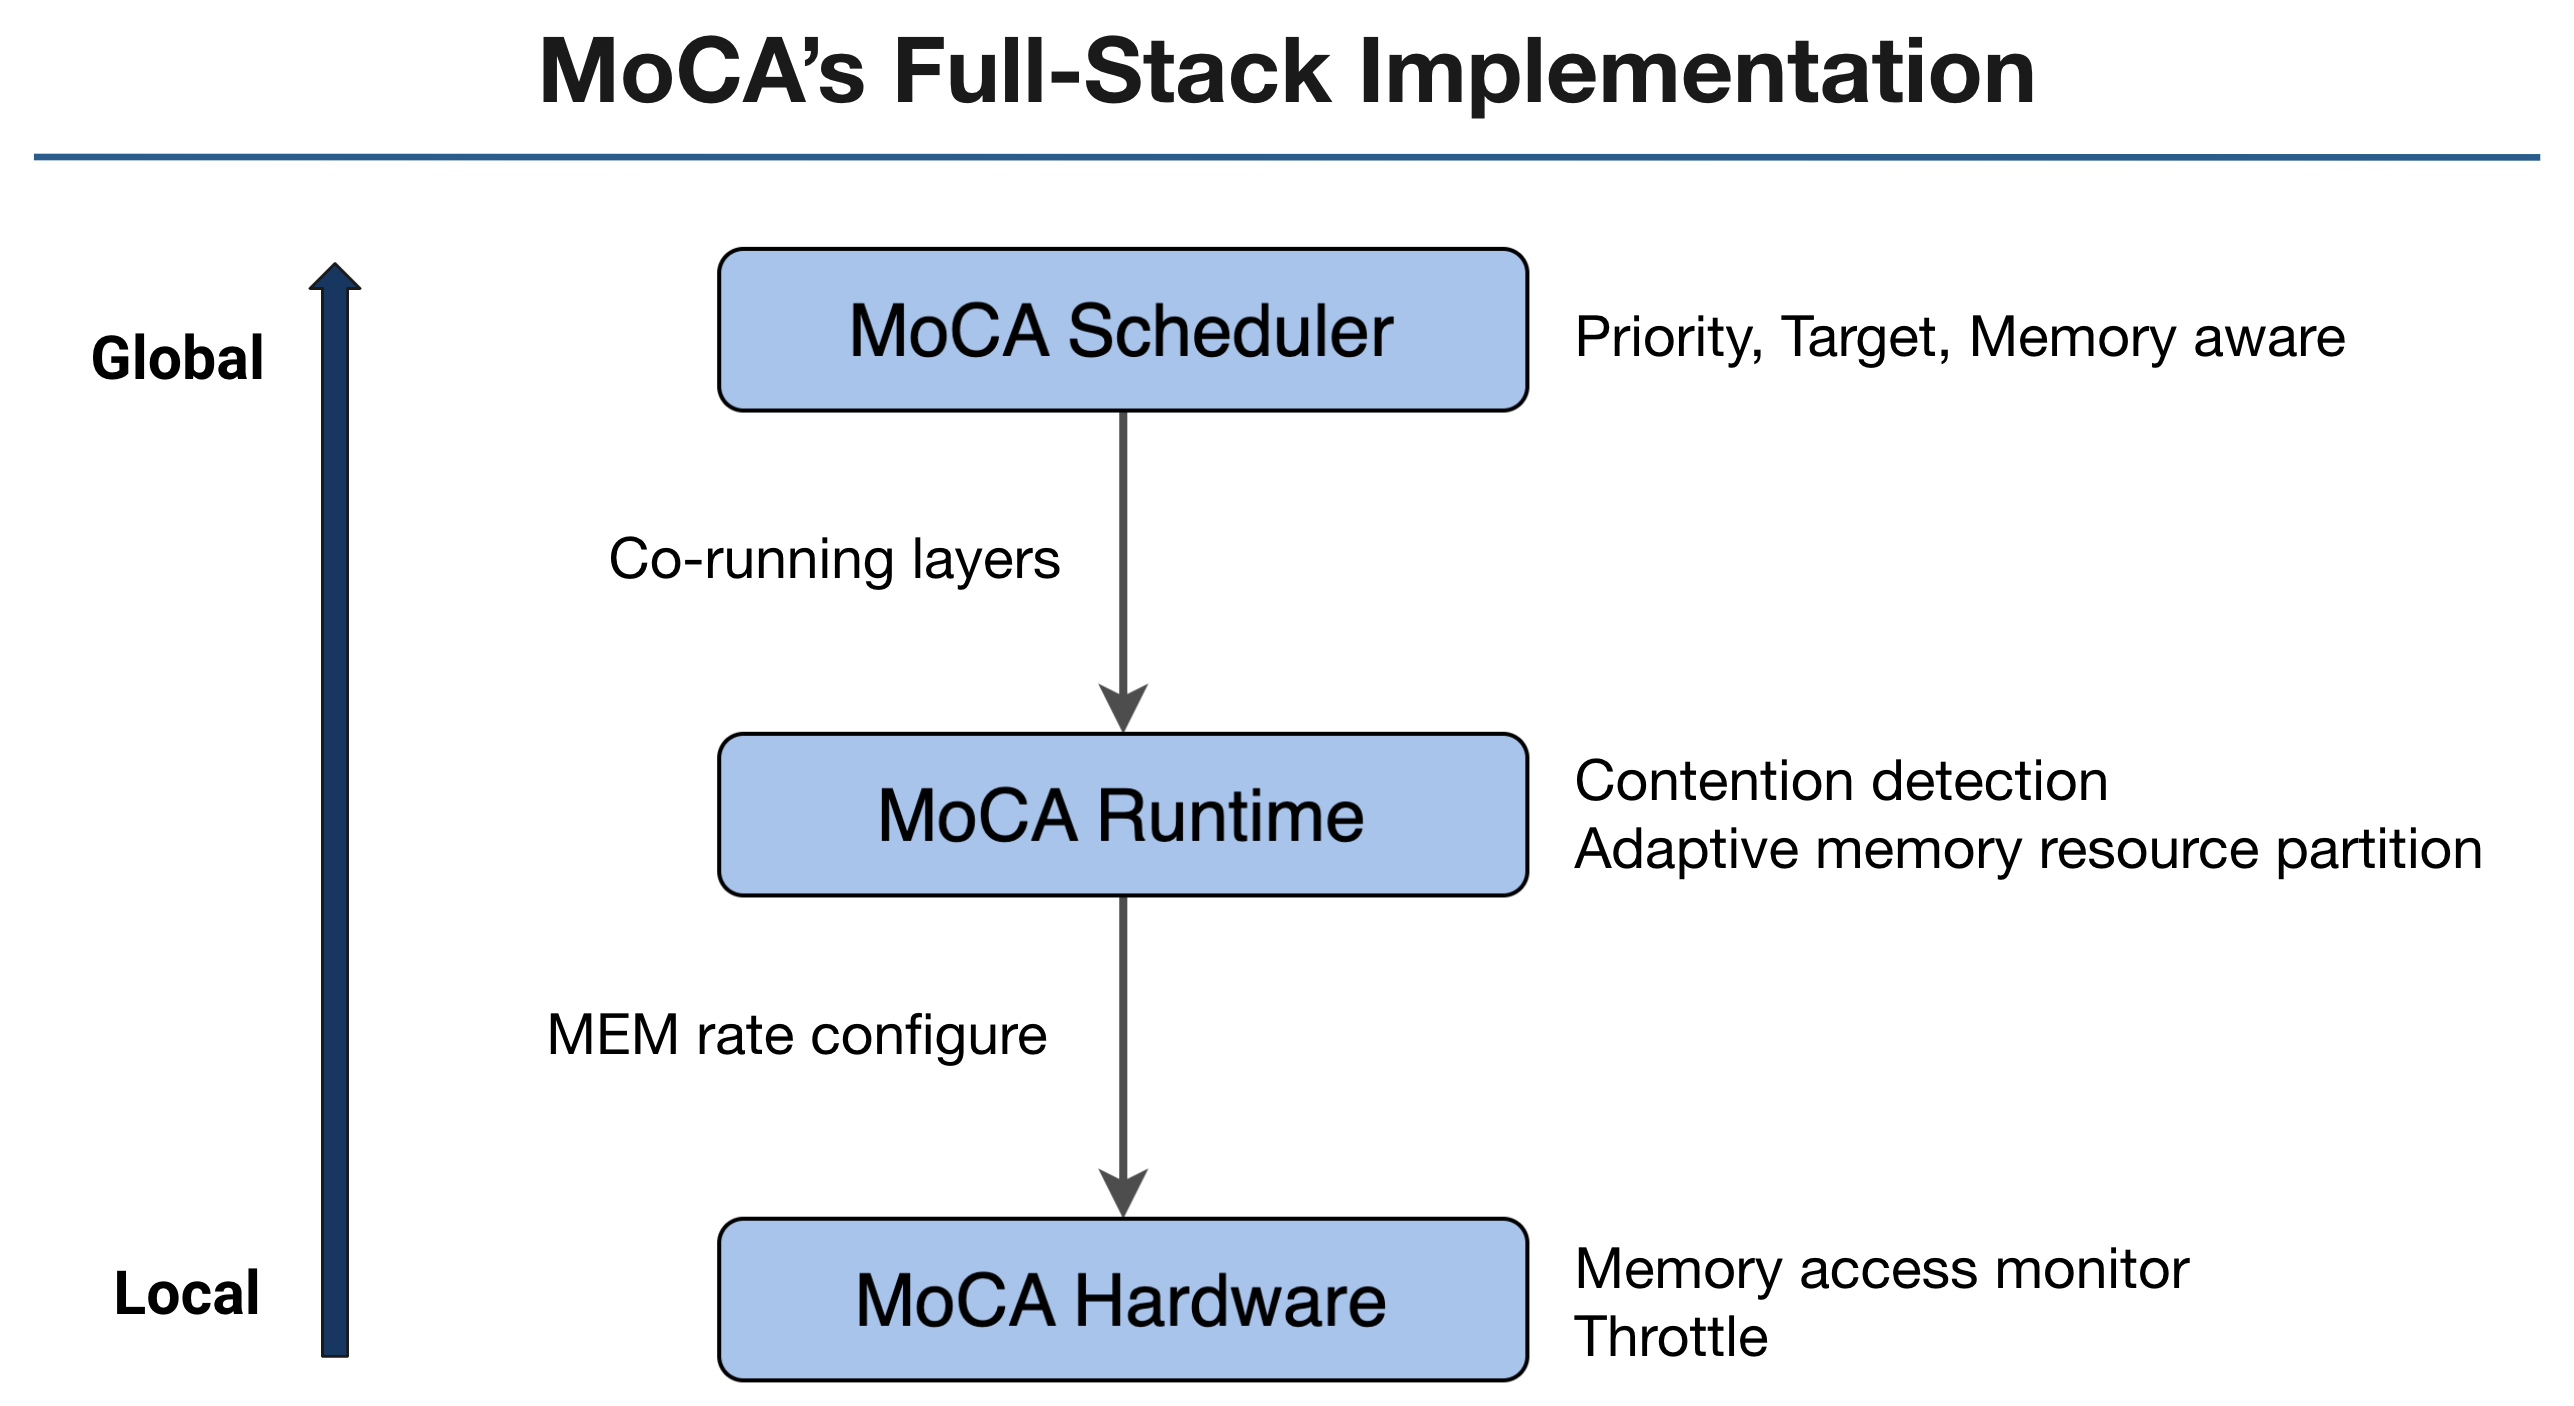 MoCA’s Full-Stack Implementation
Global
MoCA Scheduler
Priority, Target, Memory aware
Co-running layers
MoCA Runtime
Contention detection
Adaptive memory resource partition
MEM rate configure
Local
MoCA Hardware
Memory access monitor
Throttle